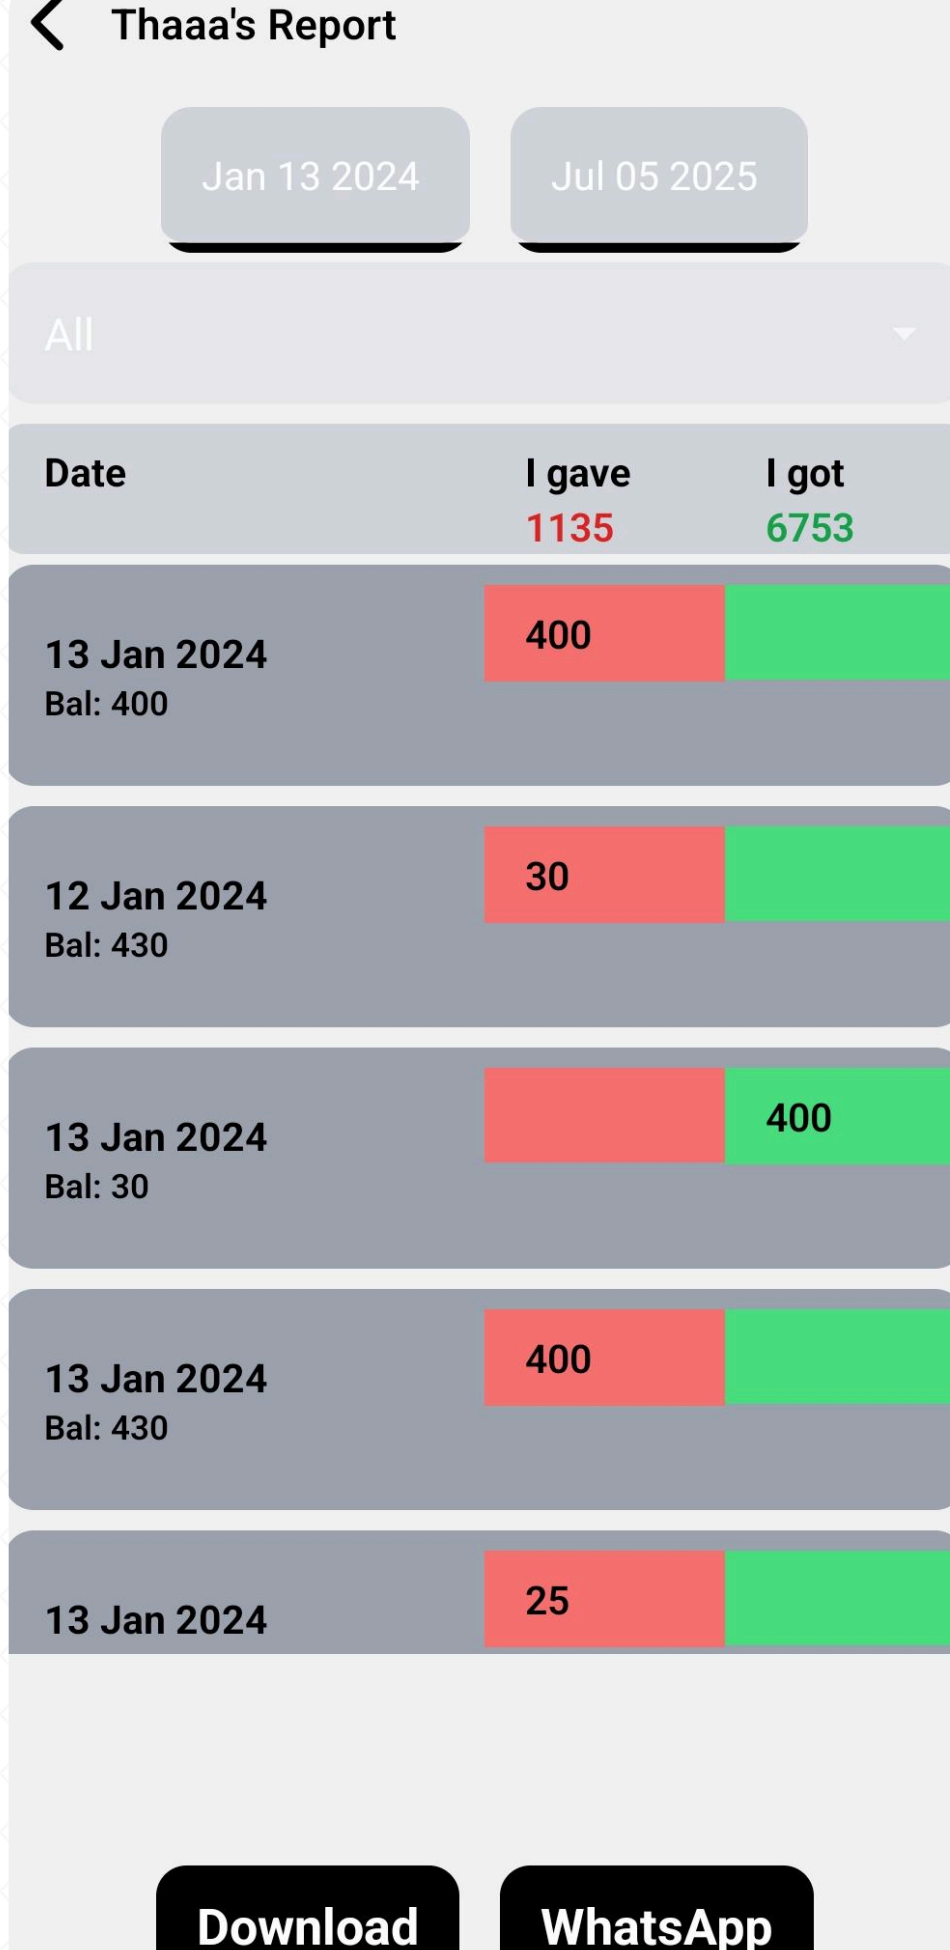 Thaaa's Report
Jan 13 2024 Jul 05 2025
All
Date I gave I got
1135 6753
400
13 Jan 2024
Bal: 400
30
12 Jan 2024
Bal: 430
400
13 Jan 2024
Bal: 30
400
13 Jan 2024
Bal: 430
25
13 Jan 2024
Download WhatsApp